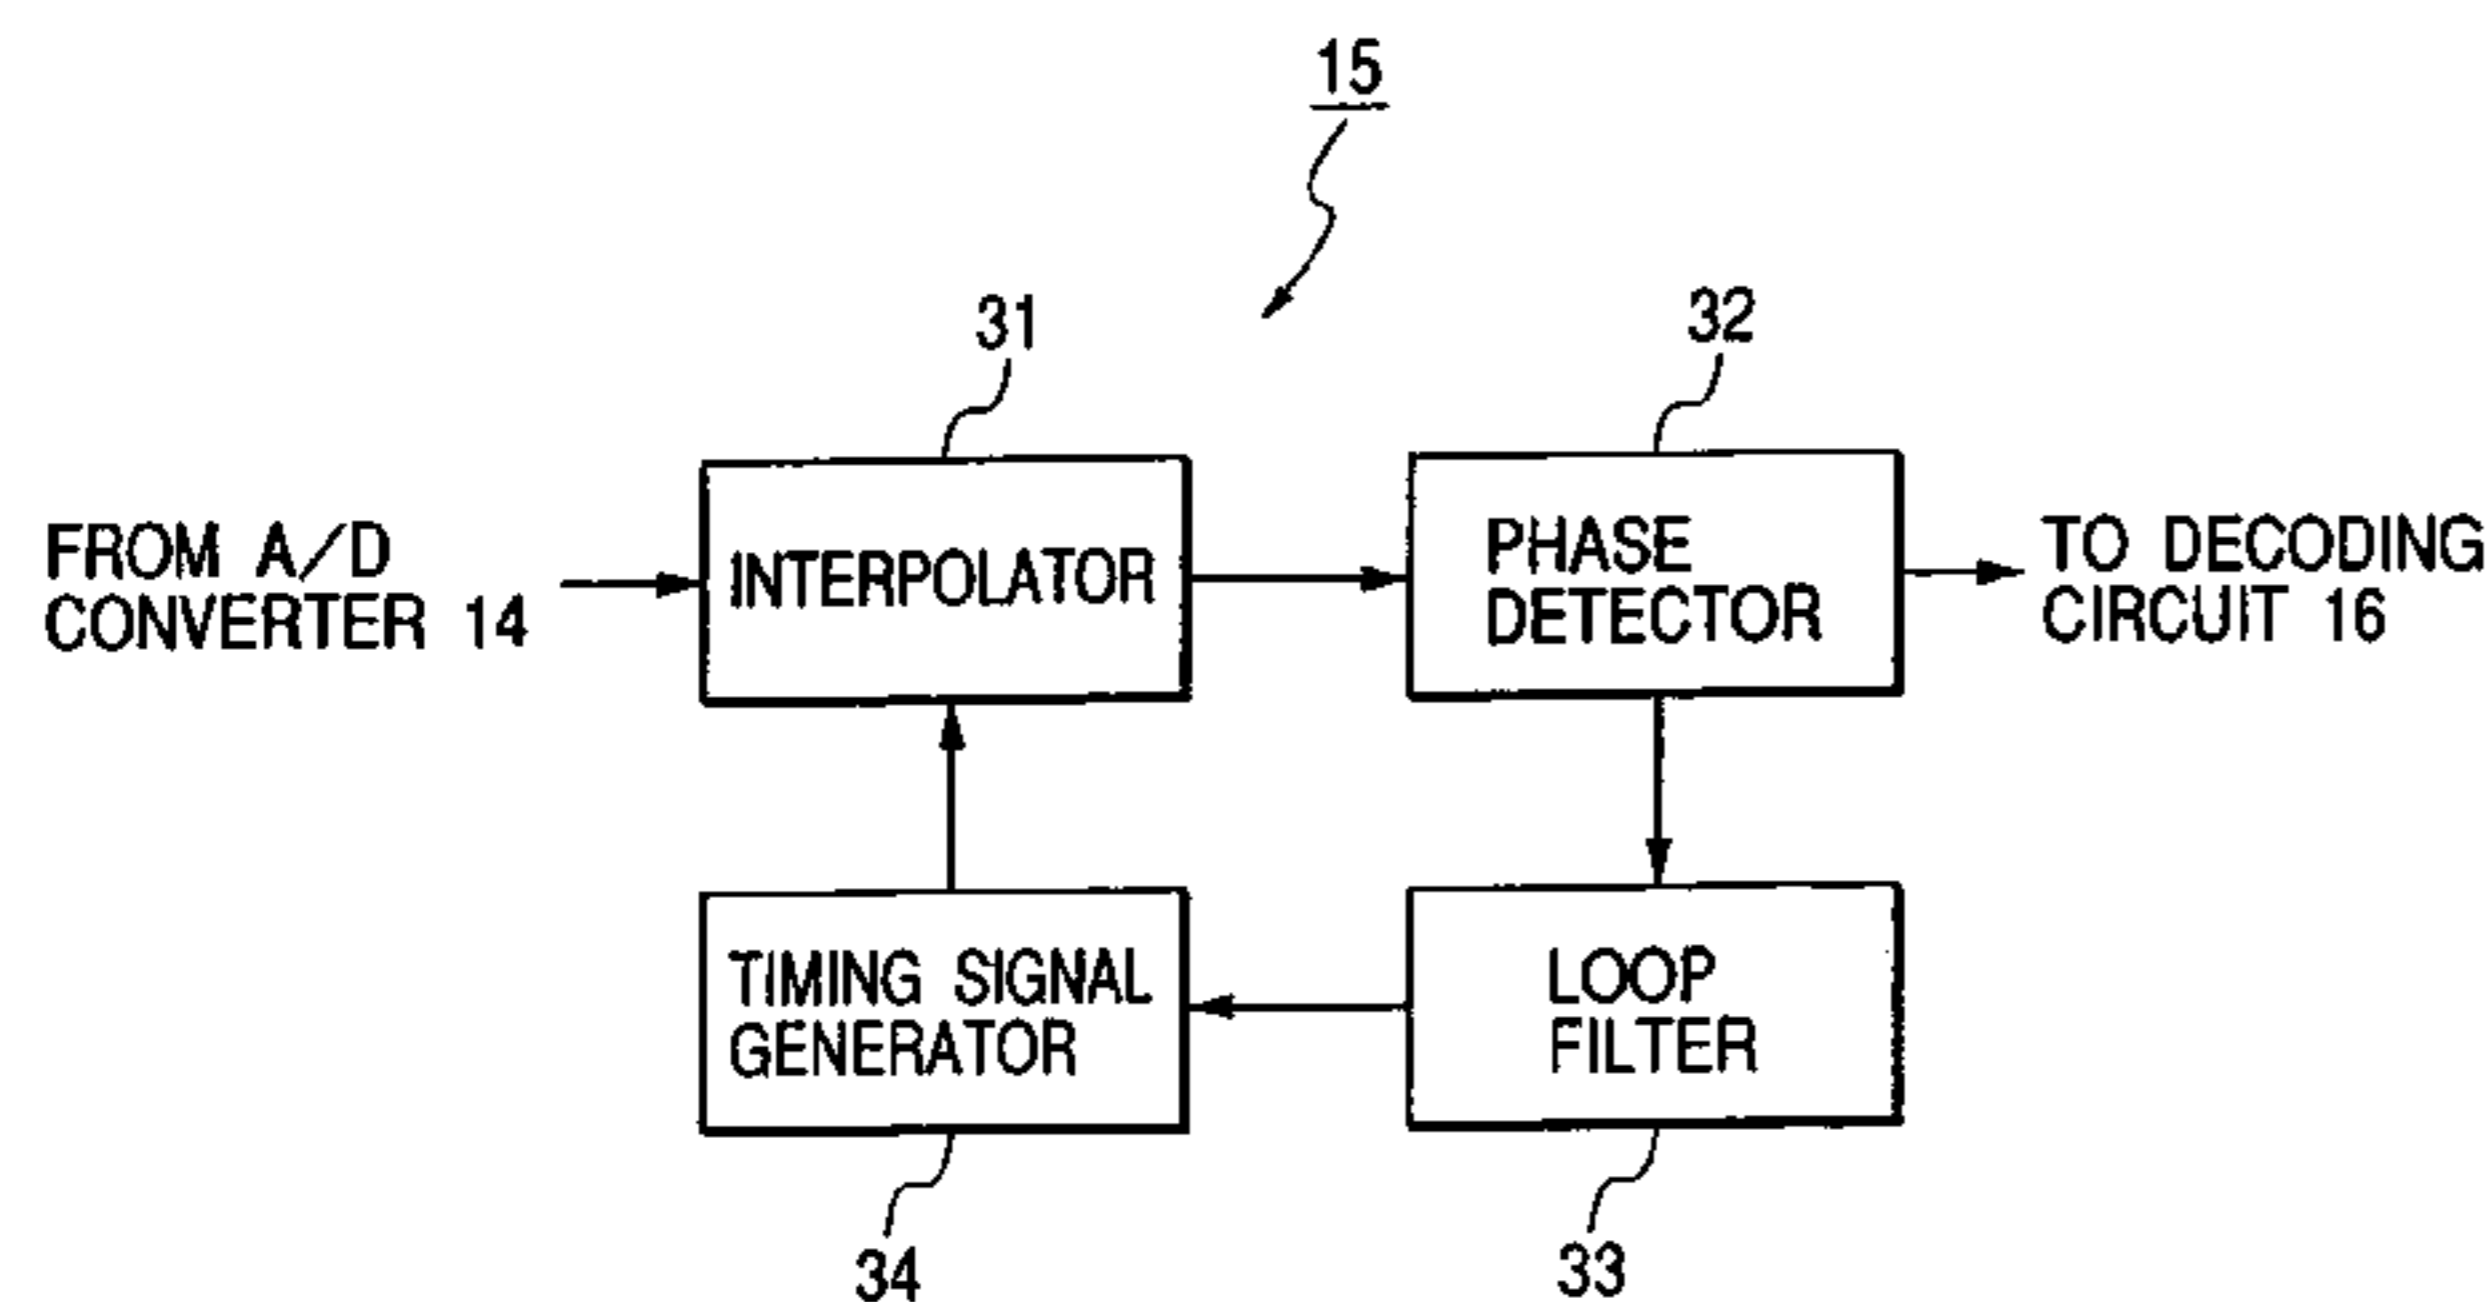 15
31
32
FROM A/D
CONVERTER 14
INTERPOLATOR
PHASE
DETECTOR
TO DECODING
CIRCUIT 16
TIMING SIGNAL
GENERATOR
LOOP
FILTER
34
33